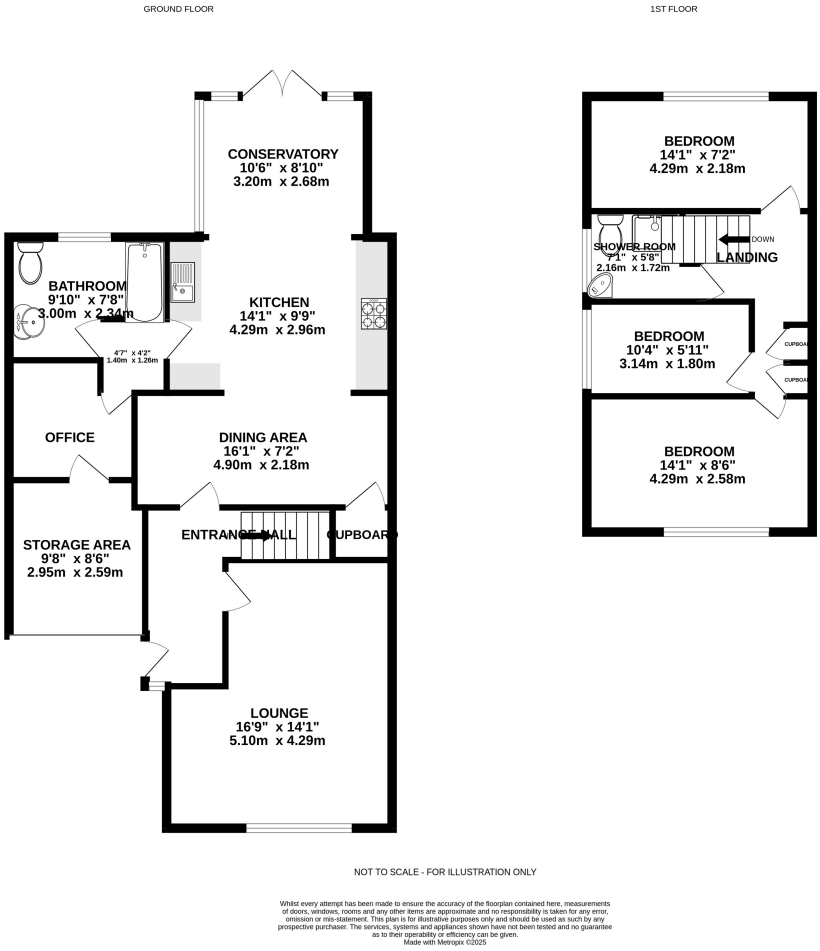 GROUND FLOOR
1ST FLOOR
CONSERVATORY
10'6" x 8'10"
3.20m x 2.68m
BATHROOM
9'10" x 7'8"
3.00m x 2.34m
KITCHEN
14'1" x 9'9"
4.29m x 2.96m
4'7" x 4'2"
1.40m x 1.26m
OFFICE
DINING AREA
16'1" x 7'2"
4.90m x 2.18m
STORAGE AREA
9'8" x 8'6"
2.95m x 2.59m
ENTRANCE HALL
CUPBOARD
LOUNGE
16'9" x 14'1"
5.10m x 4.29m
BEDROOM
14'1" x 7'2"
4.29m x 2.18m
SHOWER ROOM
7'1" x 5'8"
2.16m x 1.72m
DOWN
LANDING
BEDROOM
10'4" x 5'11"
3.14m x 1.80m
CUPBOA
CUPBOA
BEDROOM
14'1" x 8'6"
4.29m x 2.58m
NOT TO SCALE - FOR ILLUSTRATION ONLY
Whilst every attempt has been made to ensure the accuracy of the floorplan contained here, measurements
of doors, windows, rooms and any other items are approximate and no responsibility is taken for any error,
omission or mis-statement. This plan is for illustrative purposes only and should be used as such by any
prospective purchaser. The services, systems and appliances shown have not been tested and no guarantee
as to their operability or efficiency can be given.
Made with Metropix ©2025